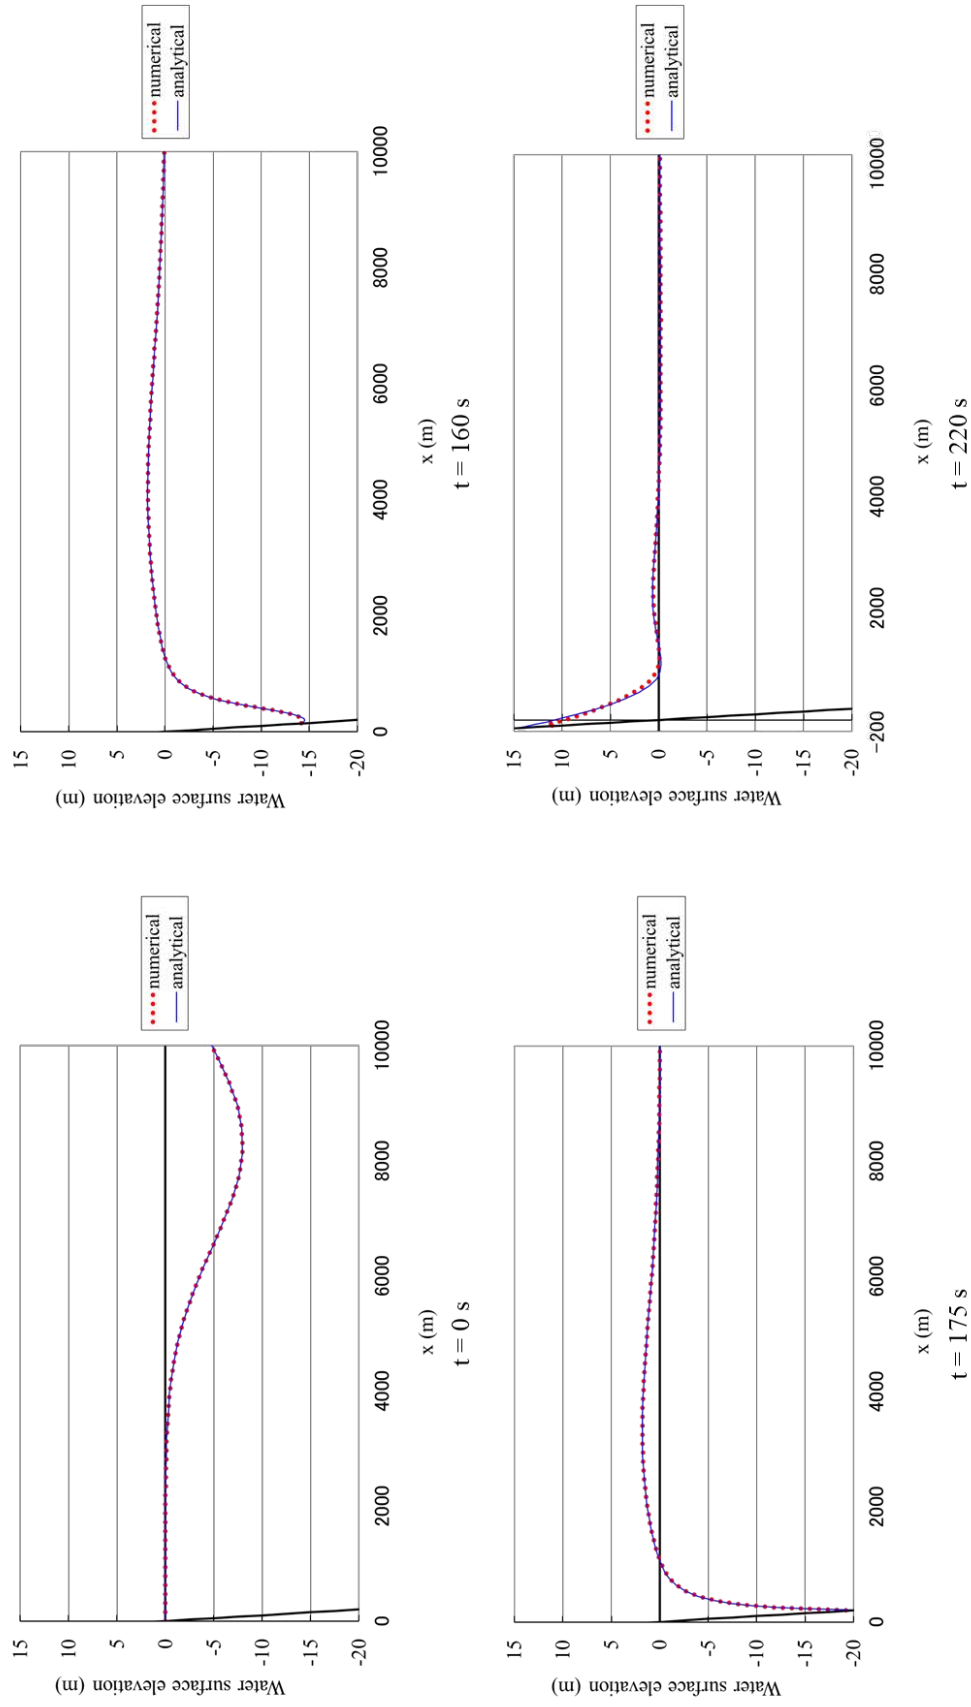 Water surface elevation (m)
15
10
5
0
-5
-10
-15
-20
0
2000
4000
6000
8000
10000
x (m)
t = 0 s
numerical
analytical
Water surface elevation (m)
15
10
5
0
-5
-10
-15
-20
0
2000
4000
6000
8000
10000
x (m)
t = 160 s
numerical
analytical
Water surface elevation (m)
15
10
5
0
-5
-10
-15
-20
0
2000
4000
6000
8000
10000
x (m)
t = 175 s
numerical
analytical
Water surface elevation (m)
15
10
5
0
-5
-10
-15
-20
-200
2000
4000
6000
8000
10000
x (m)
t = 220 s
numerical
analytical